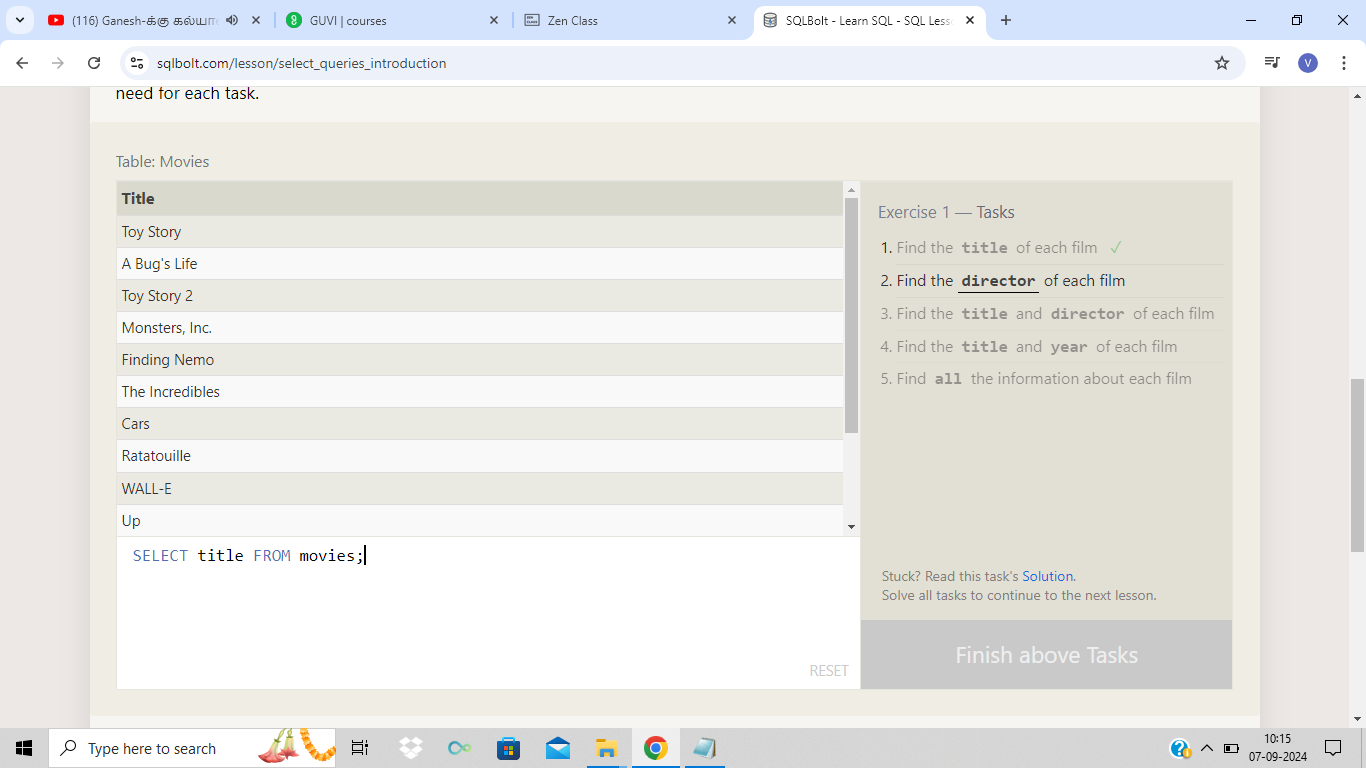 (116) Ganesh-க்கு கல்யா
GUVI | courses
Zen Class
SQLBolt - Learn SQL - SQL Less
sqlbolt.com/lesson/select_queries_introduction
V
need for each task.
Table: Movies
Title
Toy Story
A Bug's Life
Toy Story 2
Monsters, Inc.
Finding Nemo
The Incredibles
Cars
Ratatouille
WALL-E
Up
SELECT title FROM movies;
RESET
Exercise 1 — Tasks
1. Find the title of each film ✓
2. Find the director of each film
3. Find the title and director of each film
4. Find the title and year of each film
5. Find all the information about each film
Stuck? Read this task's Solution.
Solve all tasks to continue to the next lesson.
Finish above Tasks
Type here to search
10:15
07-09-2024